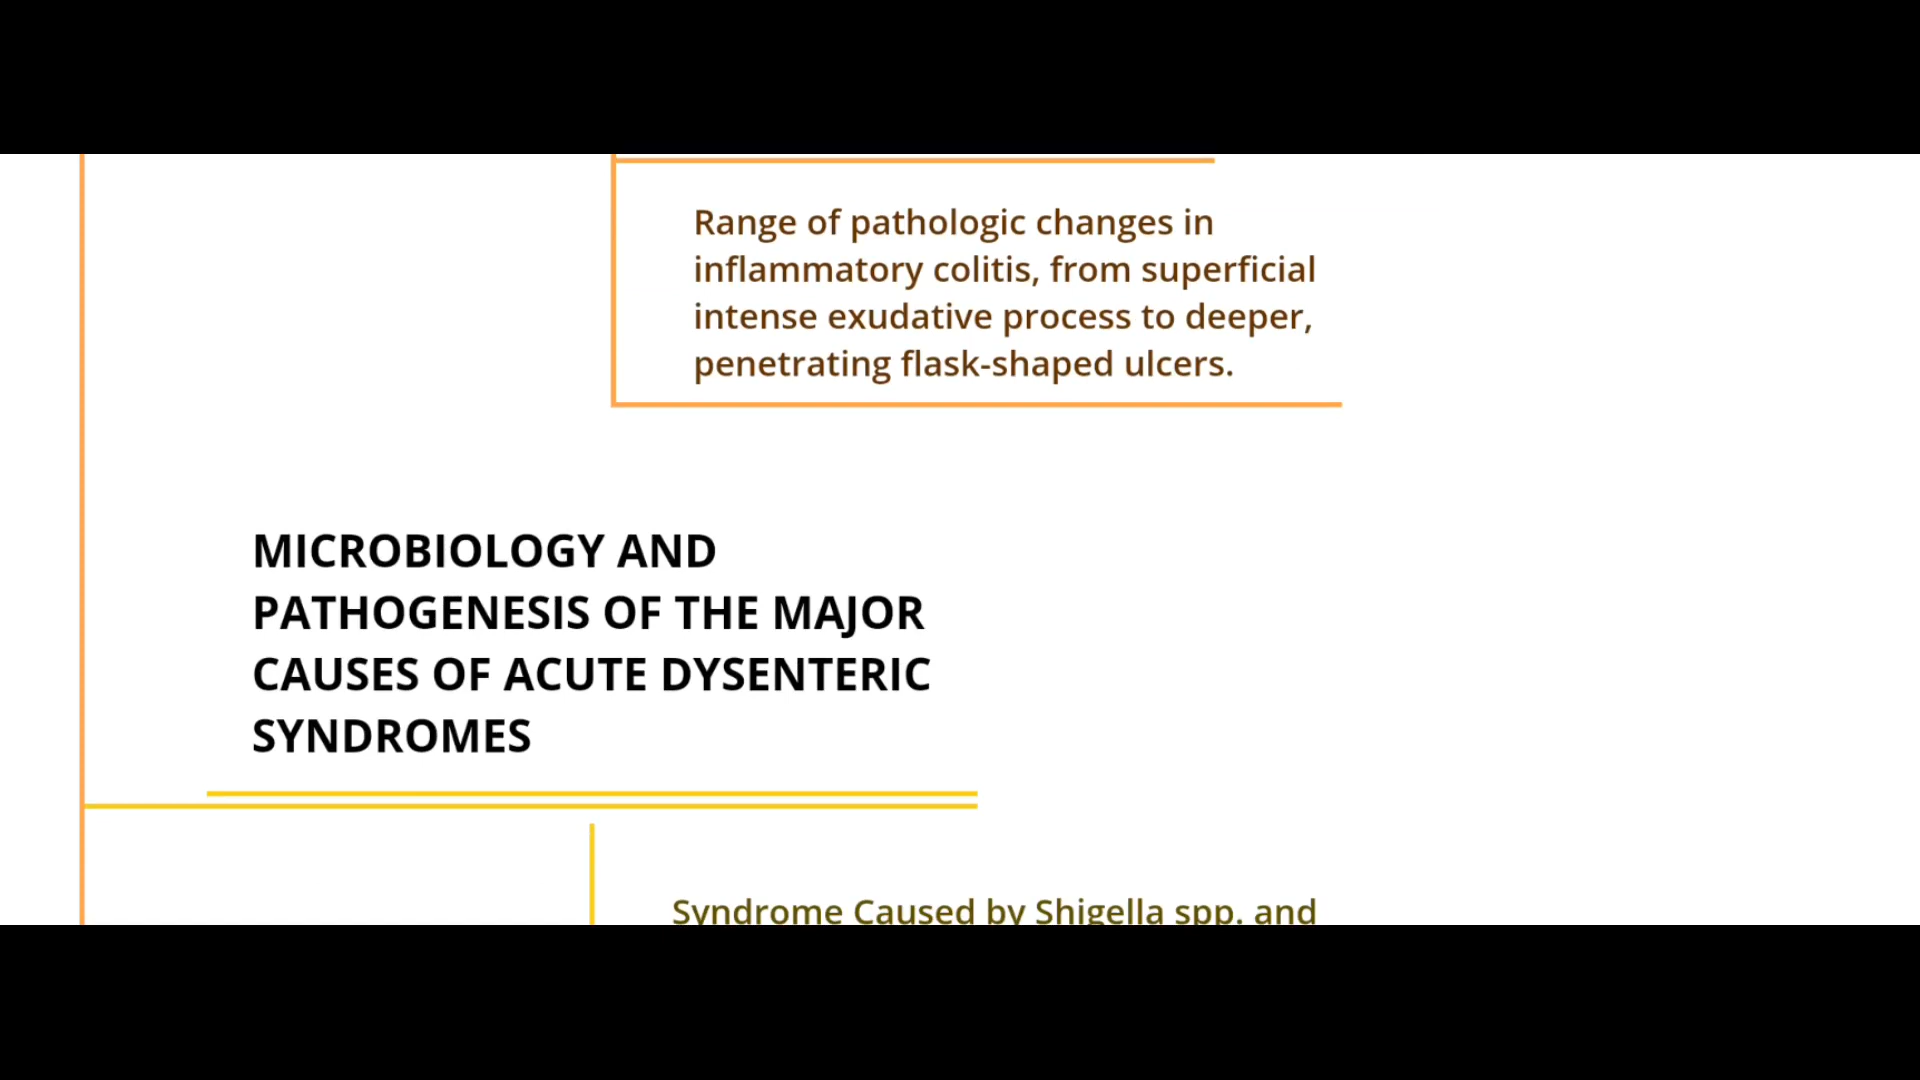 Range of pathologic changes in
inflammatory colitis, from superficial
intense exudative process to deeper,
penetrating flask-shaped ulcers.
MICROBIOLOGY AND
PATHOGENESIS OF THE MAJOR
CAUSES OF ACUTE DYSENTERIC
SYNDROMES
Syndrome Caused by Shigella spp. and